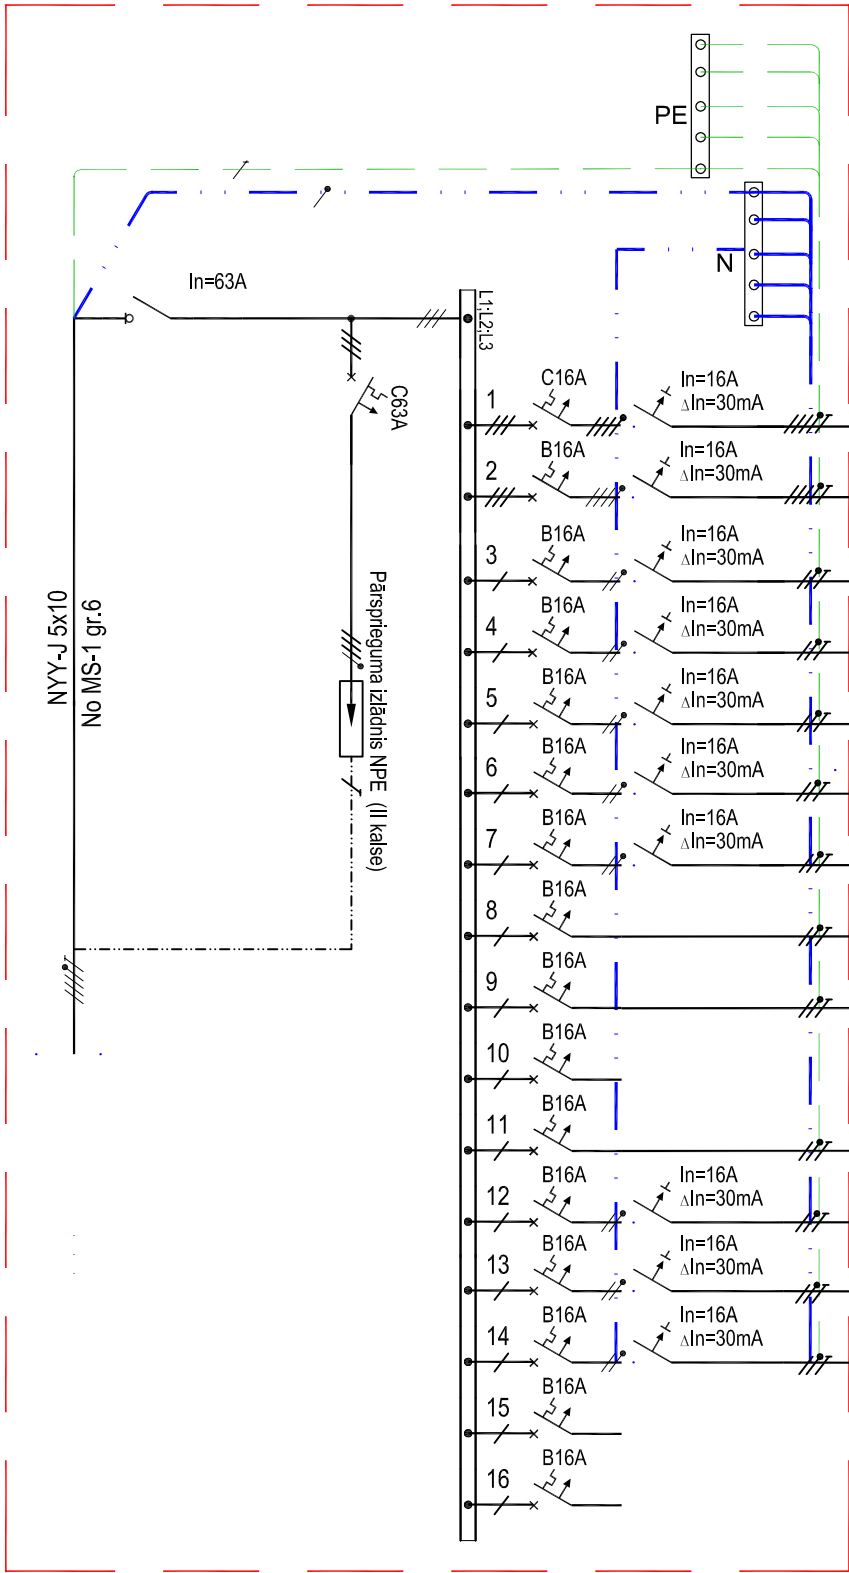 PE
N
In=63A
L1;L2;L3
C63A
NYY-J 5x10
No MS-1 gr.6
Pārsprieguma izlādnis NPE (II kalse)
1
C16A
In=16A
ΔIn=30mA
2
B16A
In=16A
ΔIn=30mA
3
B16A
In=16A
ΔIn=30mA
4
B16A
In=16A
ΔIn=30mA
5
B16A
In=16A
ΔIn=30mA
6
B16A
In=16A
ΔIn=30mA
7
B16A
In=16A
ΔIn=30mA
8
B16A
9
B16A
10
B16A
11
B16A
12
B16A
In=16A
ΔIn=30mA
13
B16A
In=16A
ΔIn=30mA
14
B16A
In=16A
ΔIn=30mA
15
B16A
16
B16A